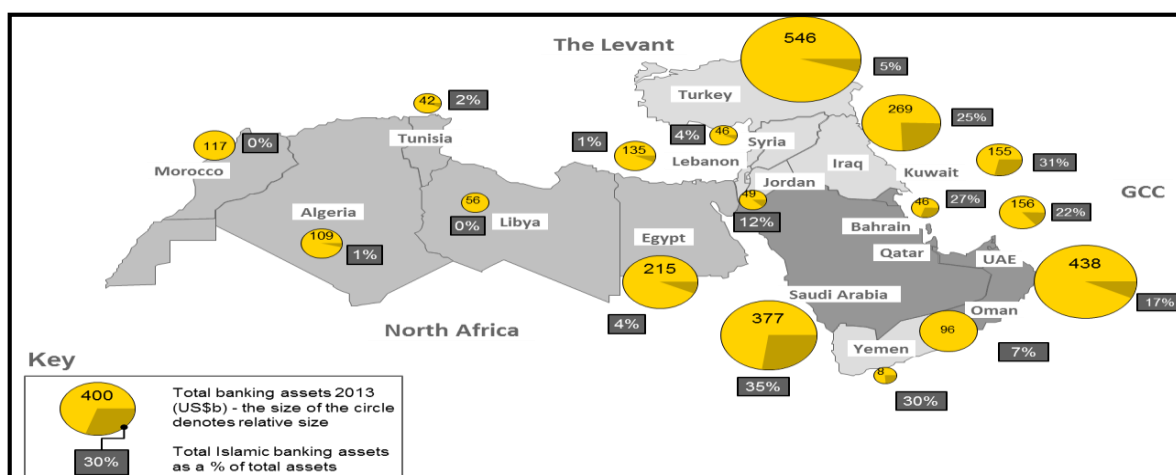 The Levant
546
5%
Turkey
42
2%
269
25%
117
0%
Tunisia
4%
46
Syria
1%
135
Lebanon
Iraq
155
31%
Morocco
Kuwait
Jordan
GCC
49
12%
46
27%
156
22%
56
0%
Libya
Algeria
109
1%
Egypt
Bahrain
Qatar
UAE
215
4%
438
17%
Saudi Arabia
Oman
North Africa
377
35%
96
7%
Yemen
8
30%
Key
400
Total banking assets 2013
(US$b) - the size of the circle
denotes relative size
30%
Total Islamic banking assets
as a % of total assets